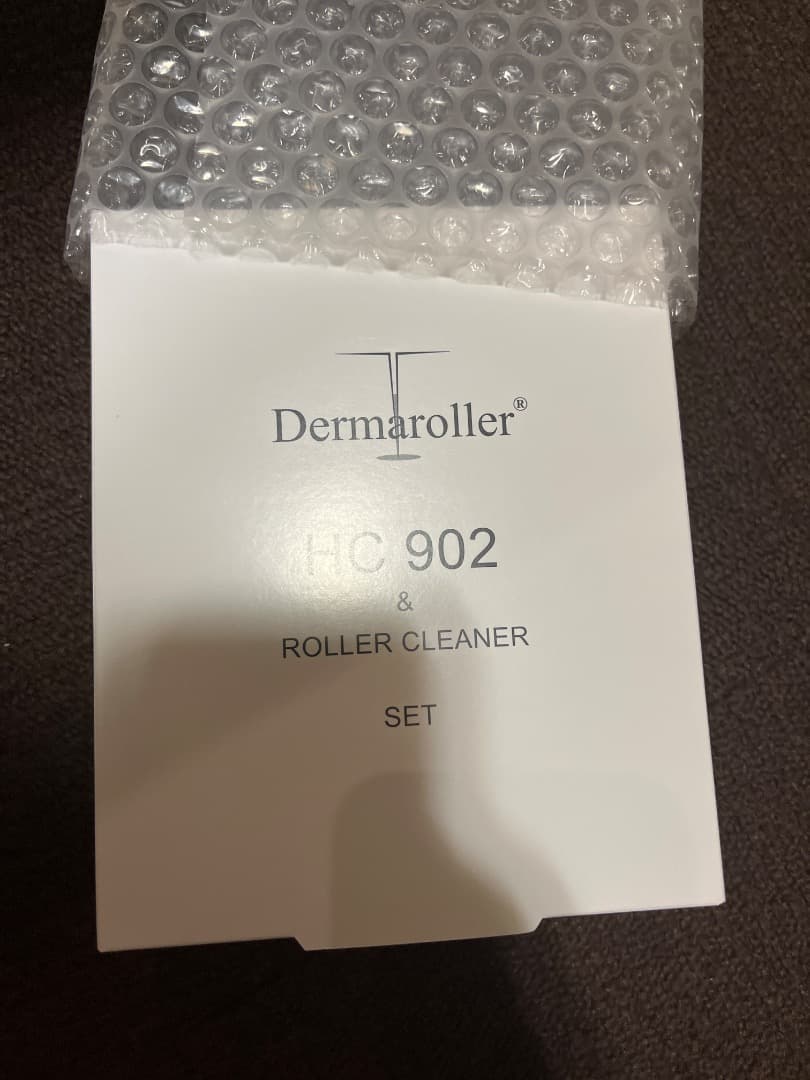 Dermaroller®
HC 902
&
ROLLER CLEANER
SET